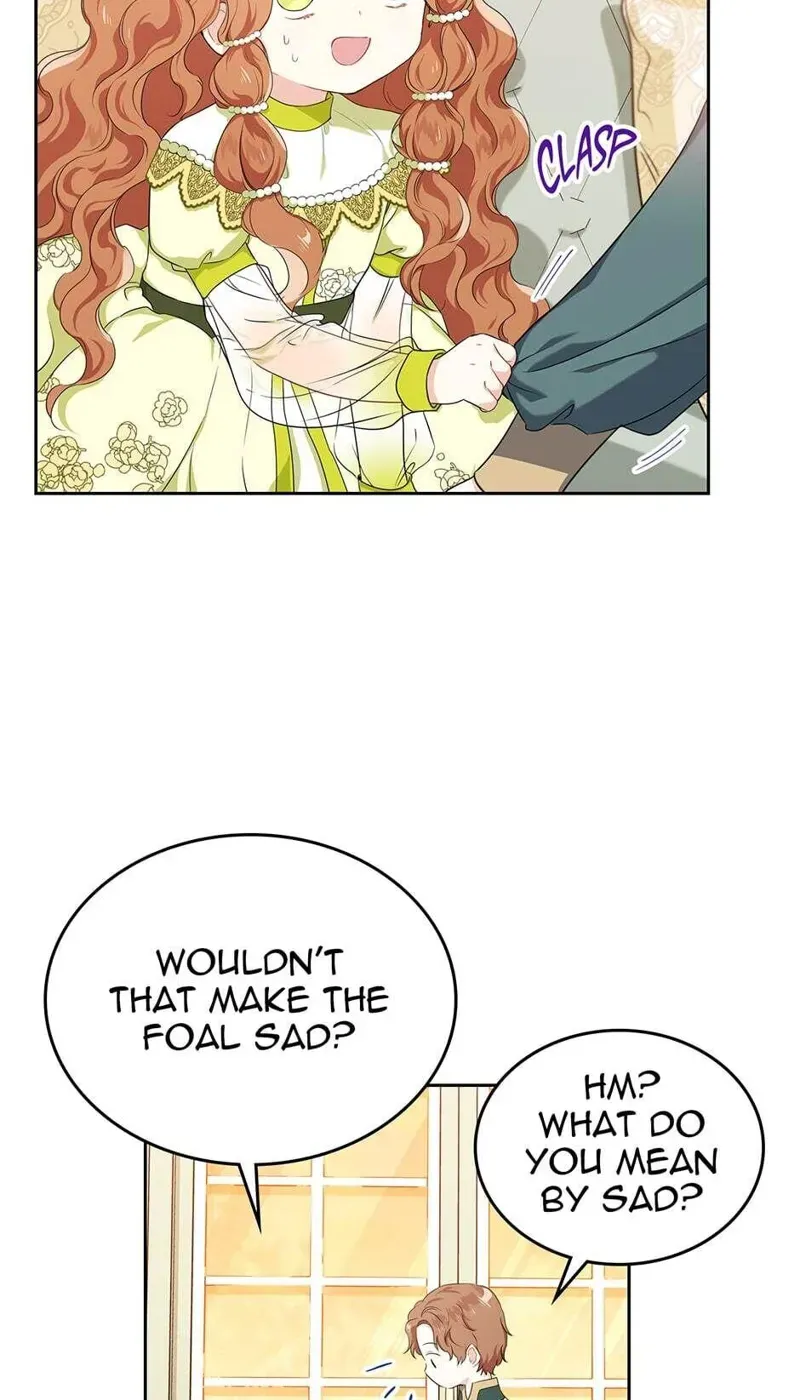 CLASP
WOULDN'T
THAT MAKE THE
FOAL SAD?
HM?
WHAT DO
YOU MEAN
BY SAD?